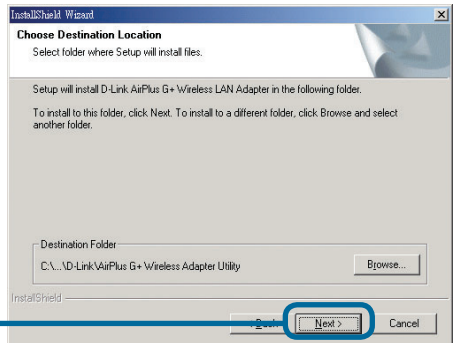 InstallShield Wizard
Choose Destination Location
Select folder where Setup will install files.
Setup will install D-Link AirPlus G+ Wireless LAN Adapter in the following folder.
To install to this folder, click Next. To install to a different folder, click Browse and select
another folder.
Destination Folder
C:\...\D-Link\AirPlus G+ Wireless Adapter Utility
Browse...
InstallShield
Next >
Cancel